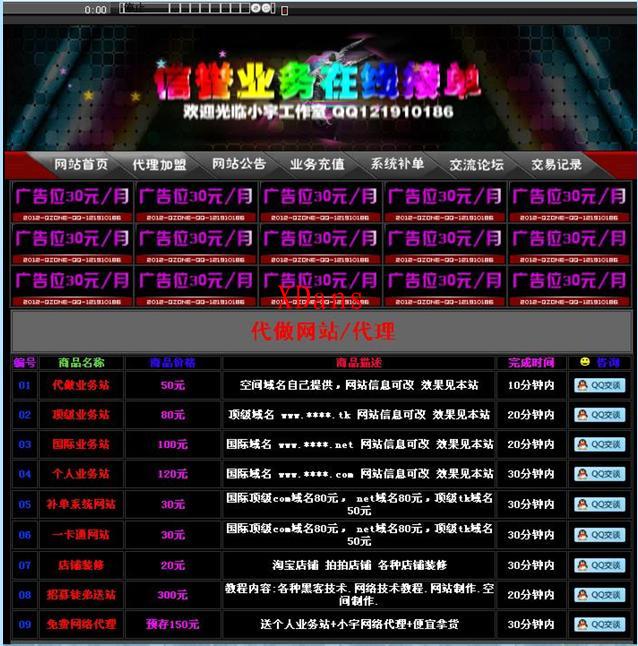 0:00
信誉业务在线接单
欢迎光临小宇工作室 QQ121910186
网站首页 代理加盟 网站公告 业务充值 系统补单 交流论坛 交易记录
广告位30元/月 广告位30元/月 广告位30元/月 广告位30元/月 广告位30元/月
2012-QZONE-QQ-121910186 2012-QZONE-QQ-121910186 2012-QZONE-QQ-121910186 2012-QZONE-QQ-121910186 2012-QZONE-QQ-121910186
广告位30元/月 广告位30元/月 广告位30元/月 广告位30元/月 广告位30元/月
2012-QZONE-QQ-121910186 2012-QZONE-QQ-121910186 2012-QZONE-QQ-121910186 2012-QZONE-QQ-121910186 2012-QZONE-QQ-121910186
广告位30元/月 广告位30元/月 广告位30元/月 广告位30元/月 广告位30元/月
2012-QZONE-QQ-121910186 2012-QZONE-QQ-121910186 2012-QZONE-QQ-121910186 2012-QZONE-QQ-121910186 2012-QZONE-QQ-121910186
XDans
代做网站/代理
编号 商品名称 商品价格 商品描述 完成时间 咨询
01 代做业务站 50元 空间域名自己提供，网站信息可改 效果见本站 10分钟内 QQ交谈
02 顶级业务站 80元 顶级域名 www.****.tk 网站信息可改 效果见本站 20分钟内 QQ交谈
03 国际业务站 100元 国际域名 www.****.net 网站信息可改 效果见本站 20分钟内 QQ交谈
04 个人业务站 120元 国际域名 www.****.com 网站信息可改 效果见本站 30分钟内 QQ交谈
05 补单系统网站 30元 国际顶级com域名80元， net域名80元，顶级tk域名
50元 30分钟内 QQ交谈
06 一卡通网站 30元 国际顶级com域名80元， net域名80元，顶级tk域名
50元 30分钟内 QQ交谈
07 店铺装修 20元 淘宝店铺 拍拍店铺 各种店铺装修 30分钟内 QQ交谈
08 招募徒弟送站 300元 教程内容:各种黑客技术.网络技术教程.网站制作.空
间制作. 20分钟内 QQ交谈
09 免费网络代理 预存150元 送个人业务站+小宇网络代理+便宜拿货 30分钟内 QQ交谈